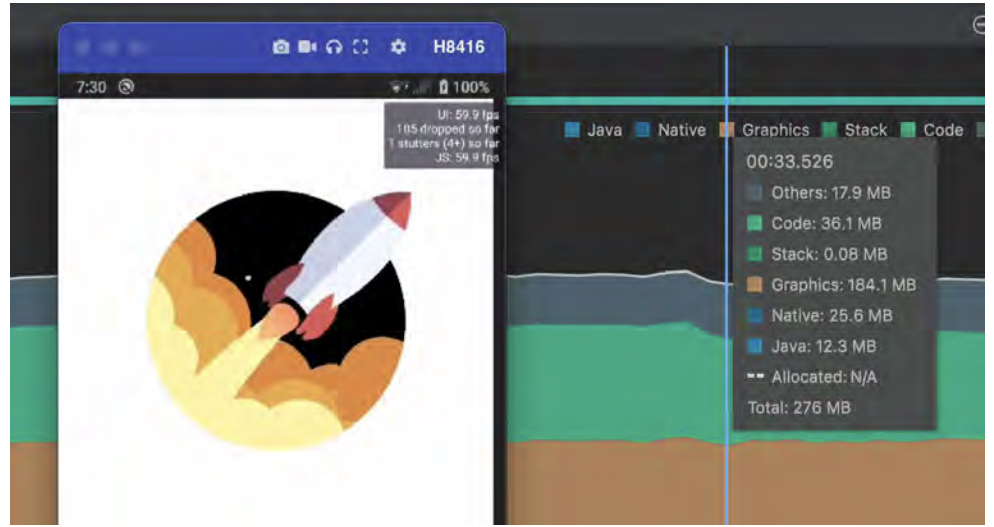 H8416
7:30
100%
UI: 59.9 fps
105 dropped so far
1 stutters (4+) so far
JS: 59.9 fps
Java Native Graphics Stack Code
00:33.526
Others: 17.9 MB
Code: 36.1 MB
Stack: 0.08 MB
Graphics: 184.1 MB
Native: 25.6 MB
Java: 12.3 MB
Allocated: N/A
Total: 276 MB